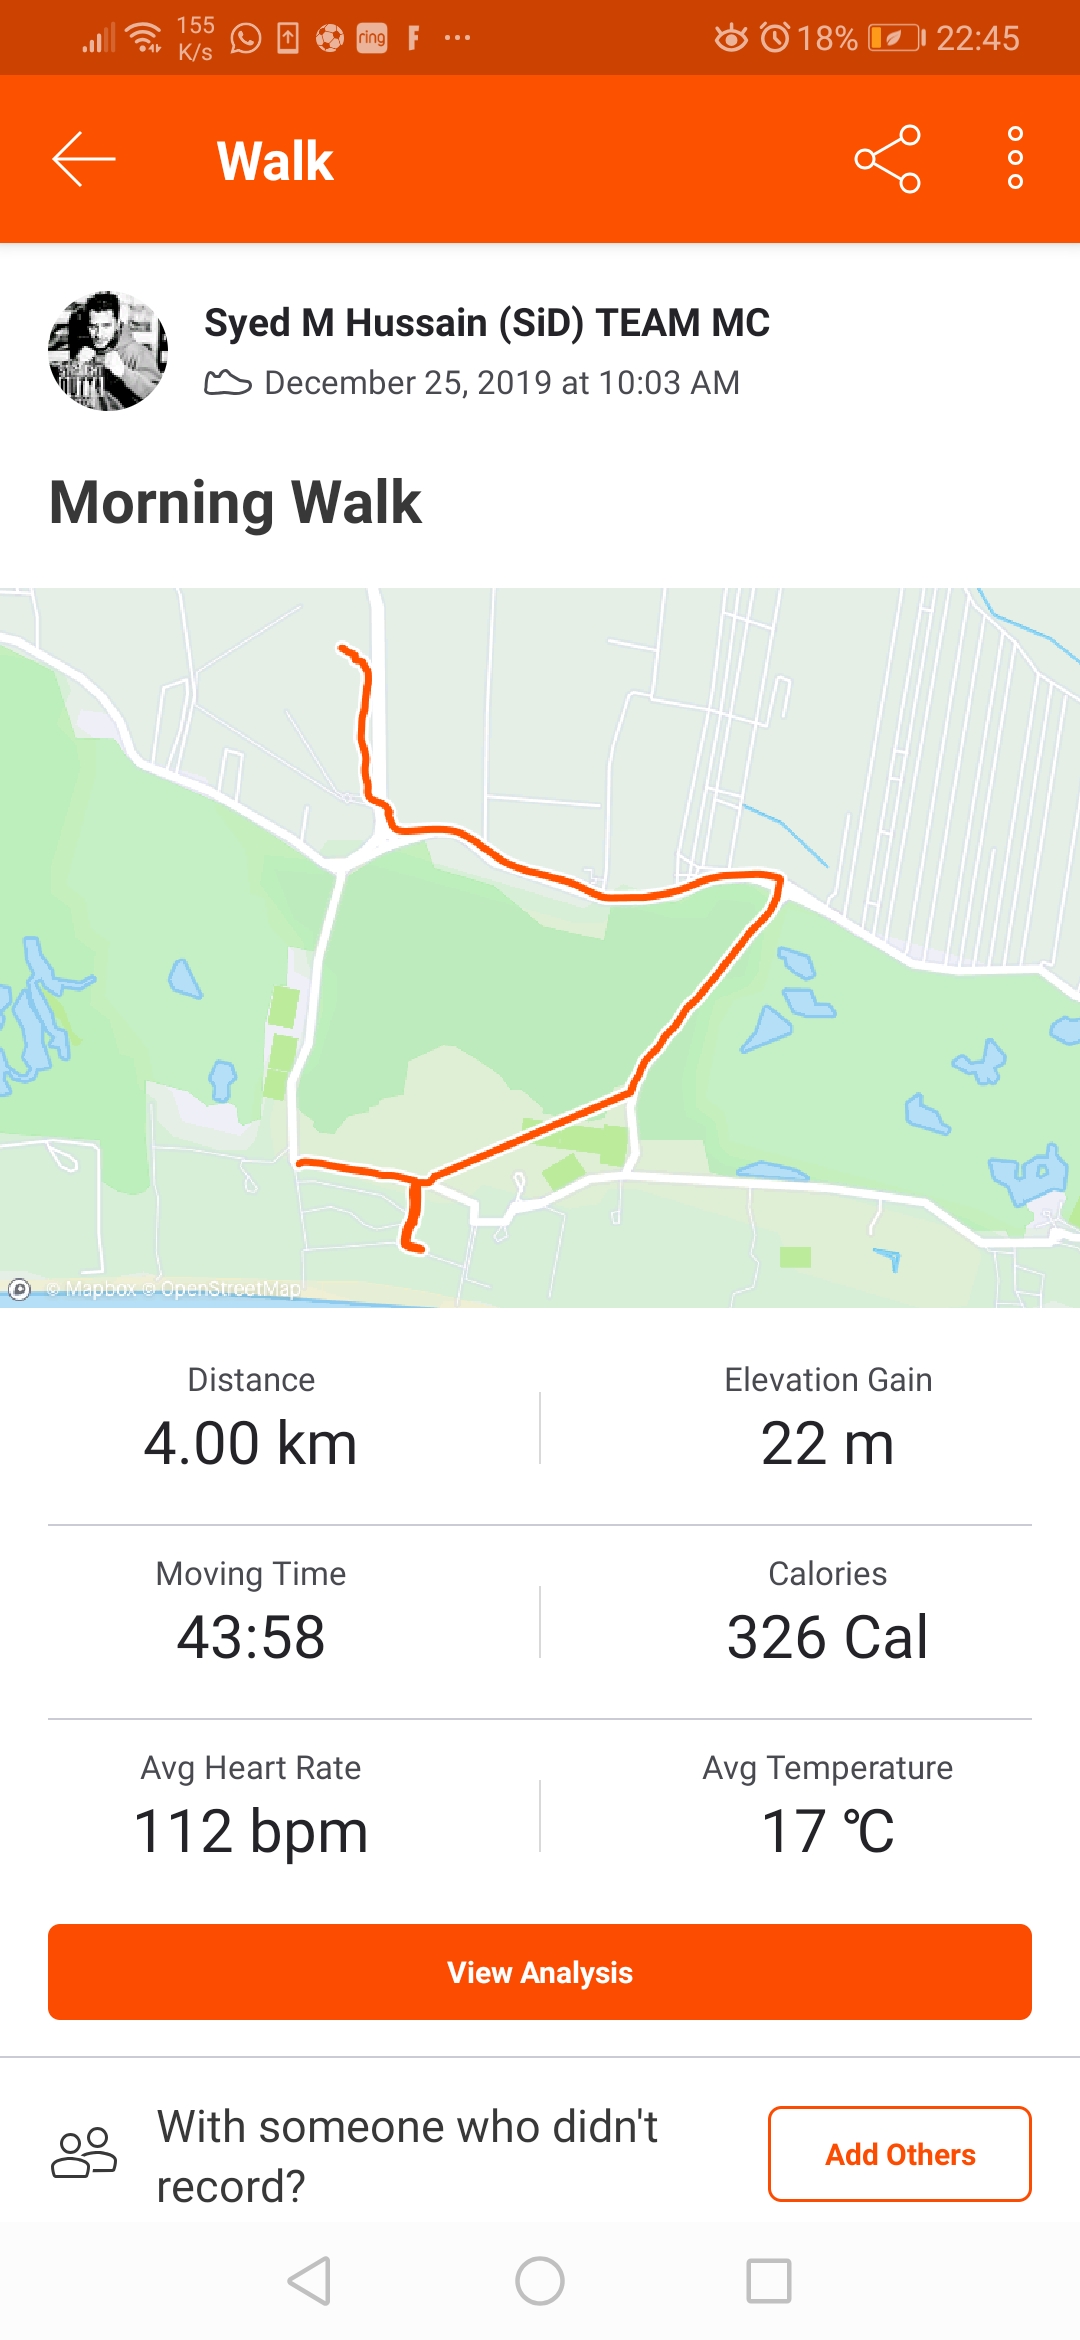 155 K/s ring F ... 18% 22:45
Walk
Syed M Hussain (SiD) TEAM MC
December 25, 2019 at 10:03 AM
Morning Walk
© Mapbox © OpenStreetMap
Distance
4.00 km
Elevation Gain
22 m
Moving Time
43:58
Calories
326 Cal
Avg Heart Rate
112 bpm
Avg Temperature
17 °C
View Analysis
With someone who didn't
record?
Add Others